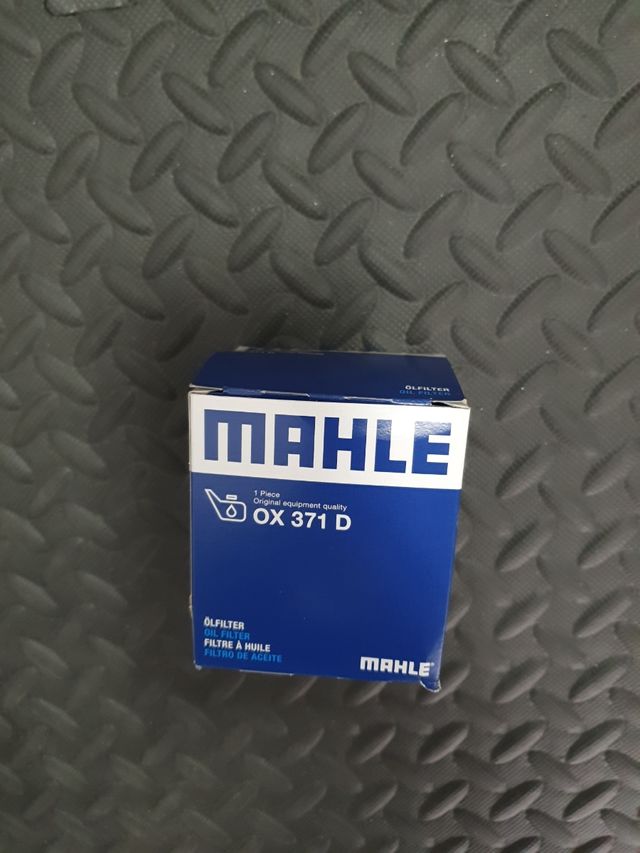 ÖLFILTER
OIL FILTER
MAHLE
1 Piece
Original equipment quality
OX 371 D
ÖLFILTER
OIL FILTER
FILTRE À HUILE
FILTRO DE ACEITE
MAHLE